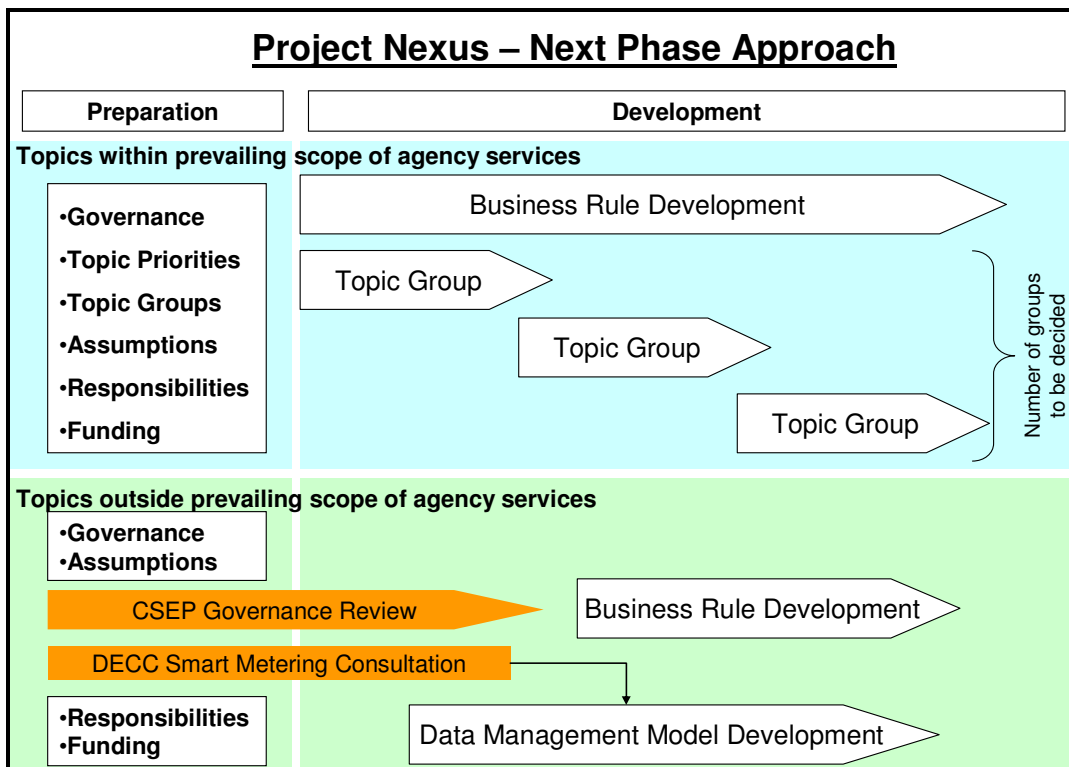 Project Nexus – Next Phase Approach
Preparation
Development
Topics within prevailing scope of agency services
•Governance
•Topic Priorities
•Topic Groups
•Assumptions
•Responsibilities
•Funding
Business Rule Development
Topic Group
Topic Group
Topic Group
Number of groups
to be decided
Topics outside prevailing scope of agency services
•Governance
•Assumptions
CSEP Governance Review
Business Rule Development
DECC Smart Metering Consultation
•Responsibilities
•Funding
Data Management Model Development